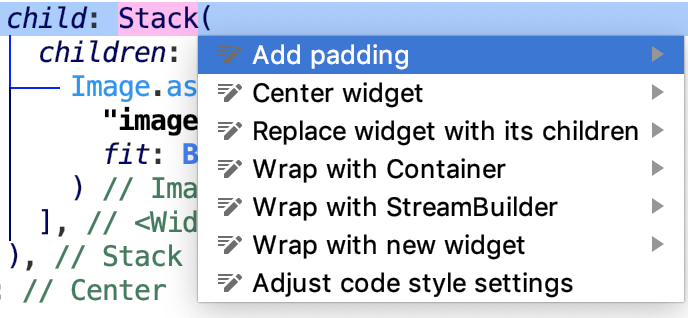 child: Stack(
children:
Add padding
Image.as
Center widget
"image
Replace widget with its children
fit: B
Wrap with Container
) // Ima
Wrap with StreamBuilder
], // <Wid
Wrap with new widget
), // Stack
Adjust code style settings
// Center